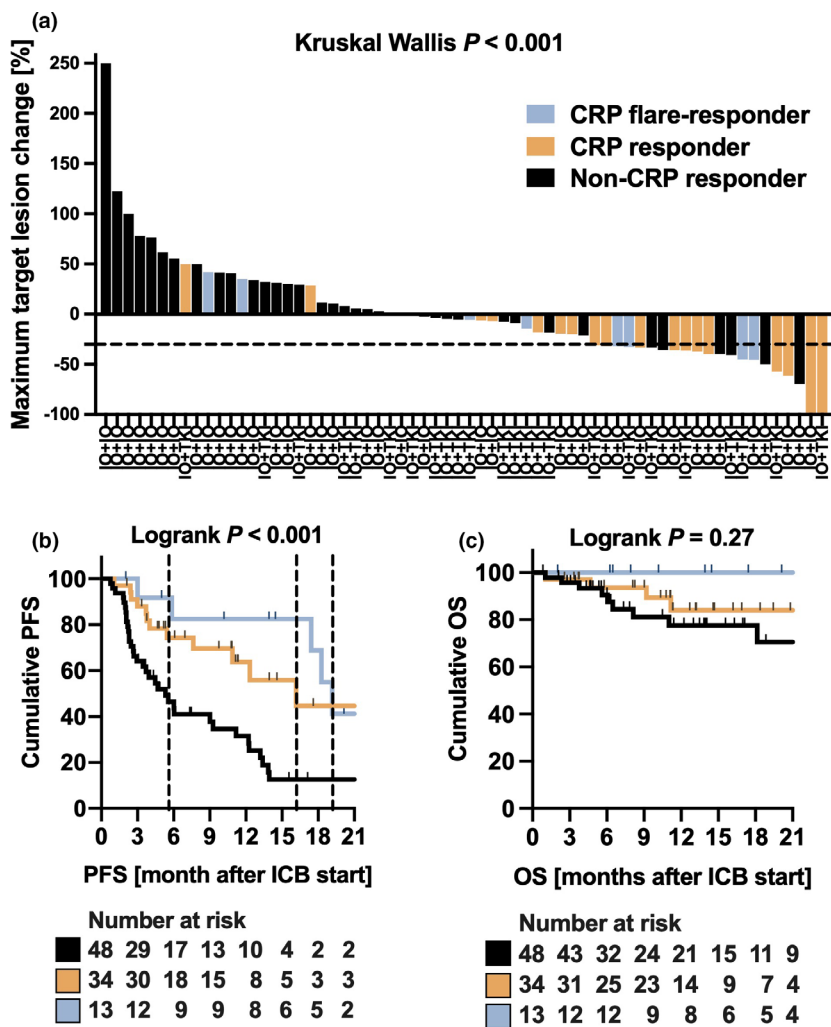 (a)
Kruskal Wallis P < 0.001
Maximum target lesion change [%]
250
200
150
100
50
0
-50
-100
CRP flare-responder
CRP responder
Non-CRP responder
(b)
Logrank P < 0.001
Cumulative PFS
100
80
60
40
20
0
0 3 6 9 12 15 18 21
PFS [month after ICB start]
Number at risk
48 29 17 13 10 4 2 2
34 30 18 15 8 5 3 3
13 12 9 9 8 6 5 2
(c)
Logrank P = 0.27
Cumulative OS
100
80
60
40
20
0
0 3 6 9 12 15 18 21
OS [months after ICB start]
Number at risk
48 43 32 24 21 15 11 9
34 31 25 23 14 9 7 4
13 12 12 9 8 6 5 4